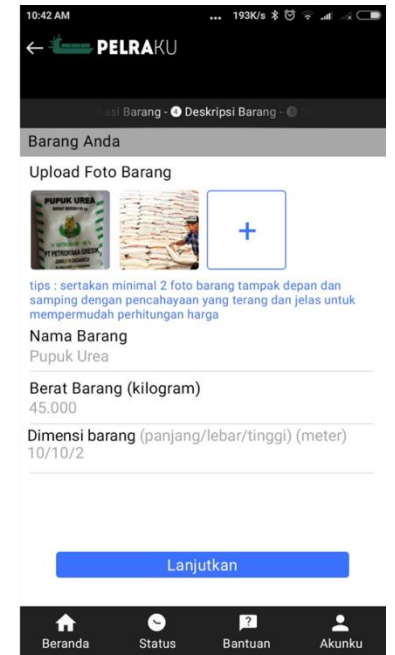 10:42 AM
... 193K/s
PELRAKU
asi Barang - 4 Deskripsi Barang -
Barang Anda
Upload Foto Barang
PUPUK UREA
PT PETROKIMIA GRESIK
+
tips : sertakan minimal 2 foto barang tampak depan dan
samping dengan pencahayaan yang terang dan jelas untuk
mempermudah perhitungan harga
Nama Barang
Pupuk Urea
Berat Barang (kilogram)
45.000
Dimensi barang (panjang/lebar/tinggi) (meter)
10/10/2
Lanjutkan
Beranda
Status
Bantuan
Akunku